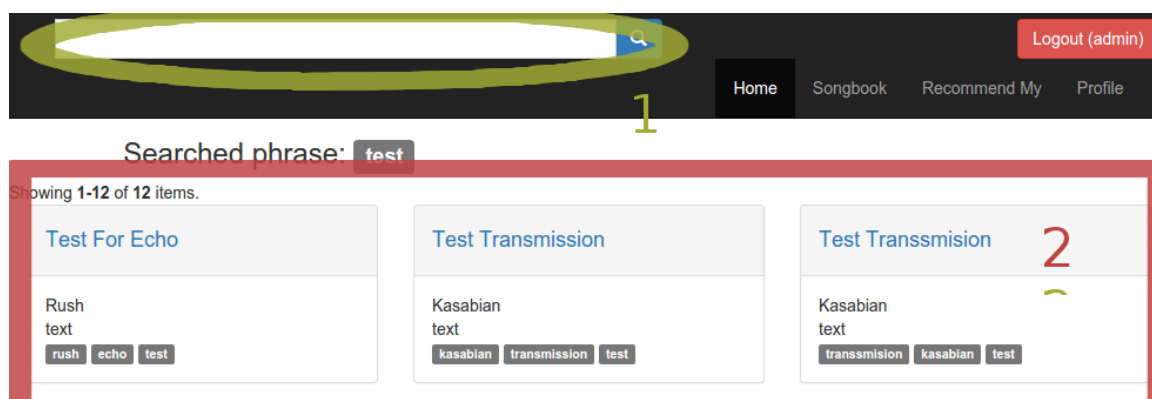 Logout (admin)
1
Home Songbook Recommend My Profile
Searched phrase: test
Showing 1-12 of 12 items.
Test For Echo
Rush
text
rush echo test
Test Transmission
Kasabian
text
kasabian transmission test
Test Transsmision
2
Kasabian
text
transsmision kasabian test